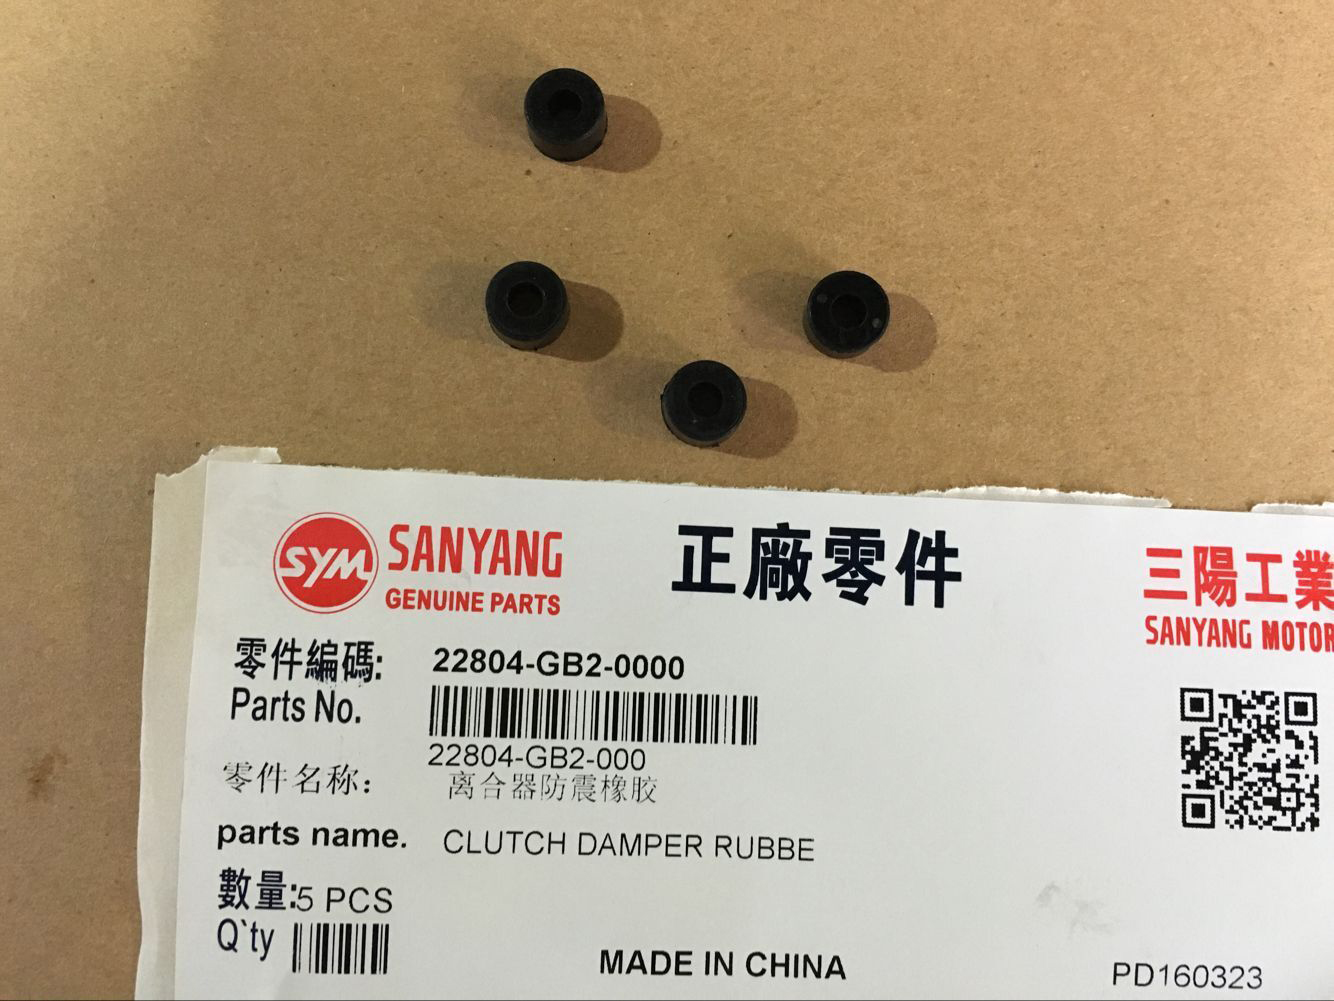 SYM SANYANG
GENUINE PARTS
正廠零件
三陽工業
SANYANG MOTOR
零件編碼: 22804-GB2-0000
Parts No.
22804-GB2-000
零件名称: 离合器防震橡胶
parts name. CLUTCH DAMPER RUBBE
數量:5 PCS
Q`ty
MADE IN CHINA
PD160323